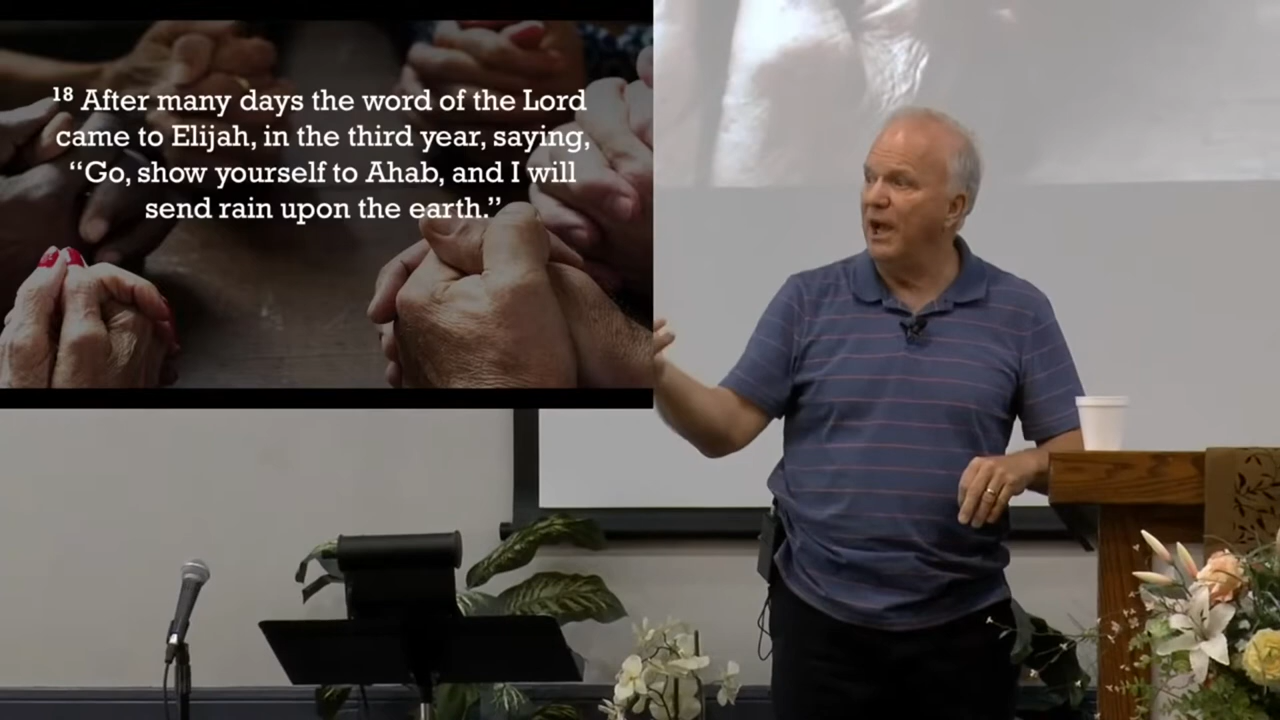 18 After many days the word of the Lord
came to Elijah, in the third year, saying,
“Go, show yourself to Ahab, and I will
send rain upon the earth.”